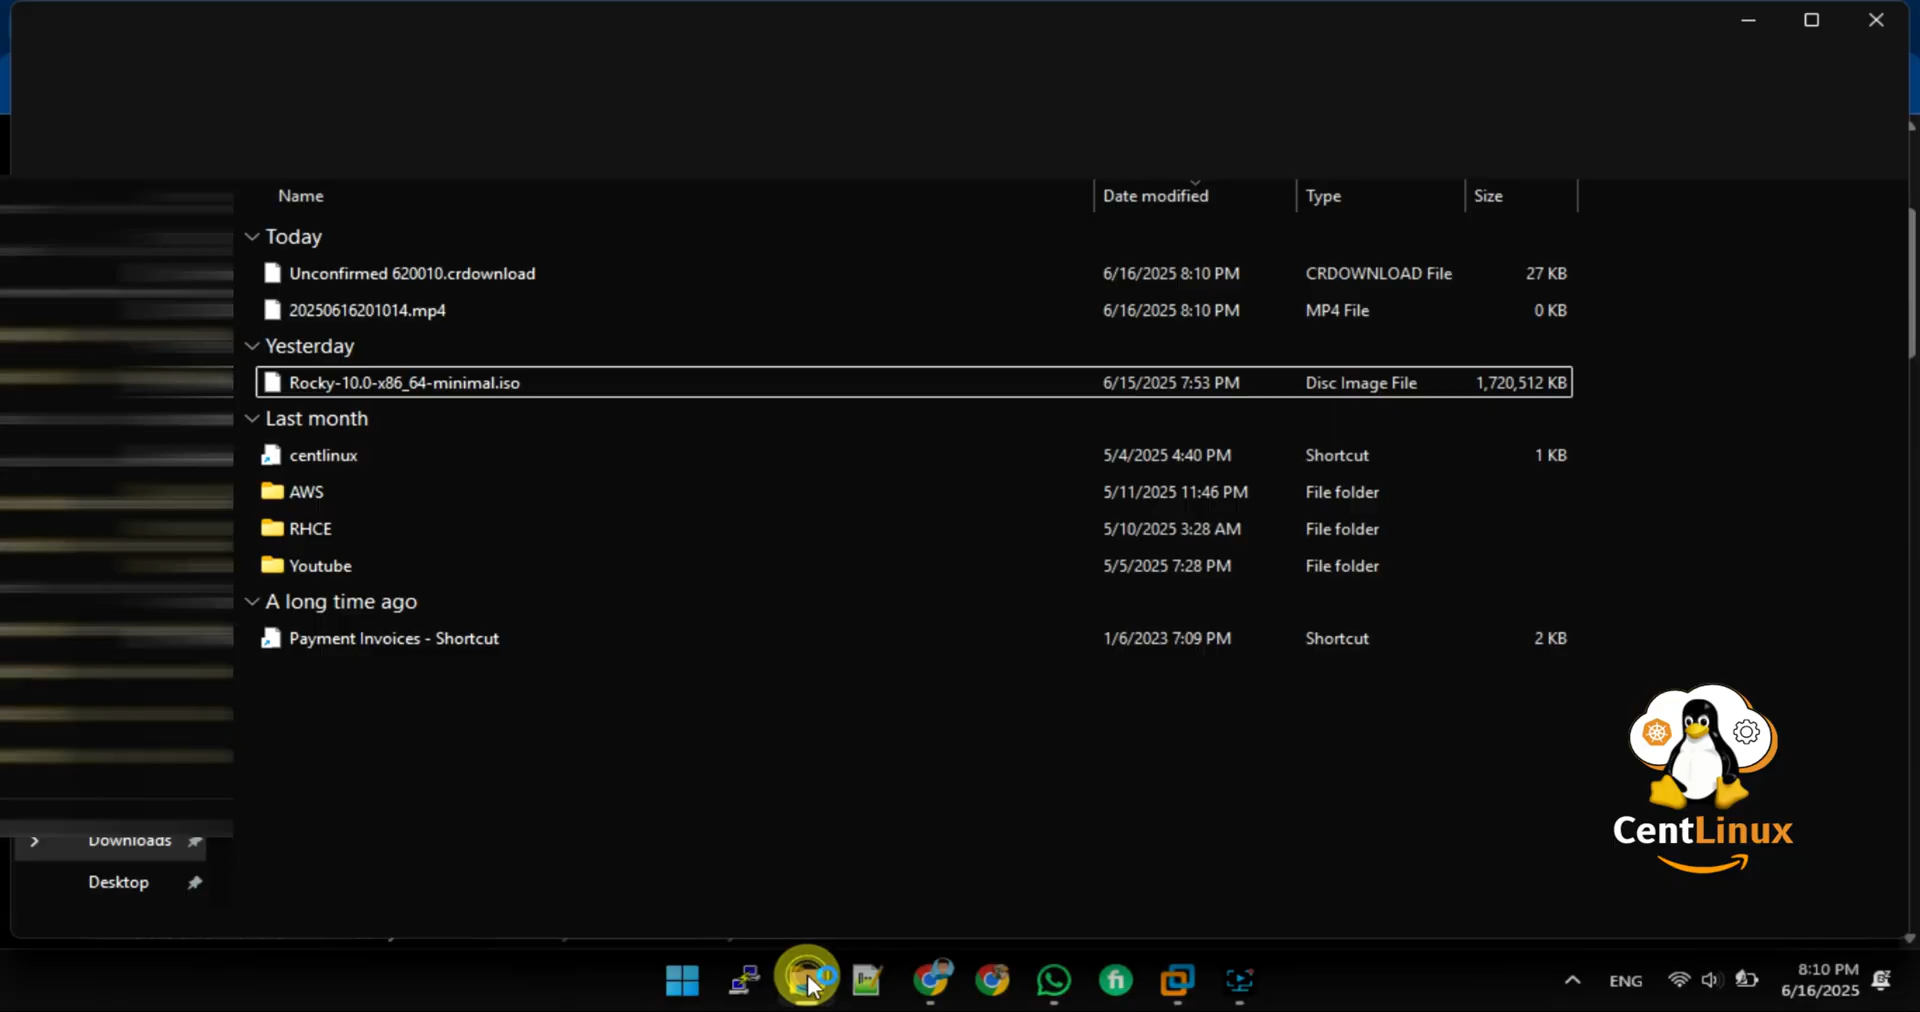 Name Date modified Type Size
Today
Unconfirmed 620010.crdownload 6/16/2025 8:10 PM CRDOWNLOAD File 27 KB
20250616201014.mp4 6/16/2025 8:10 PM MP4 File 0 KB
Yesterday
Rocky-10.0-x86_64-minimal.iso 6/15/2025 7:53 PM Disc Image File 1,720,512 KB
Last month
centlinux 5/4/2025 4:40 PM Shortcut 1 KB
AWS 5/11/2025 11:46 PM File folder
RHCE 5/10/2025 3:28 AM File folder
Youtube 5/5/2025 7:28 PM File folder
A long time ago
Payment Invoices - Shortcut 1/6/2023 7:09 PM Shortcut 2 KB
CentLinux
Downloads
Desktop
fi
ENG
8:10 PM
6/16/2025